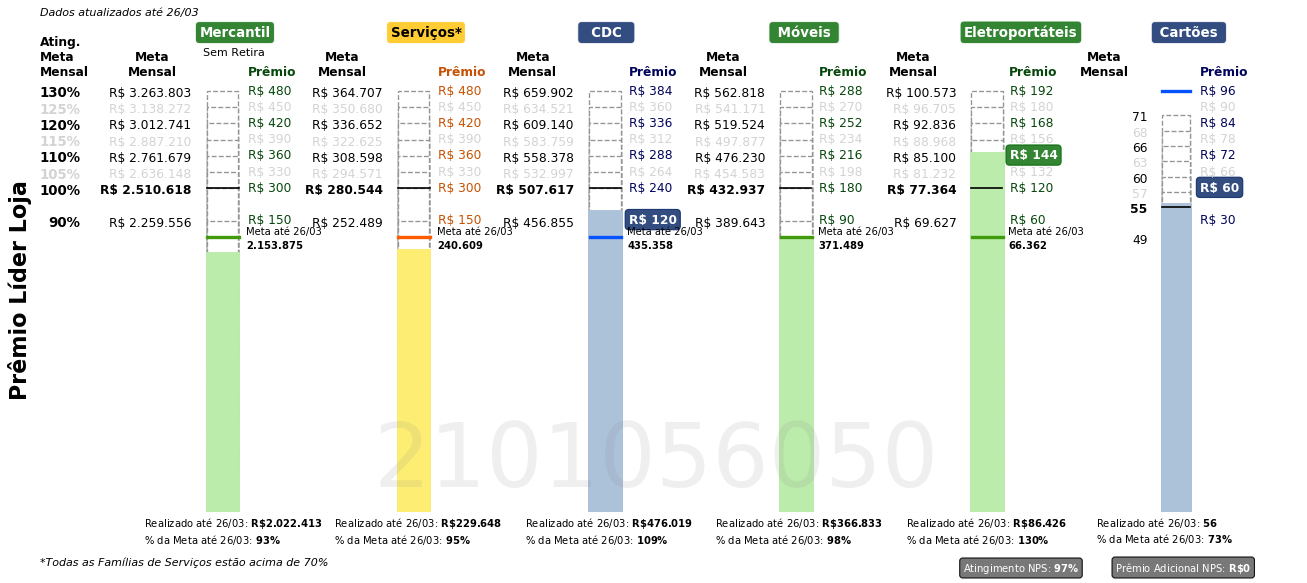 Dados atualizados até 26/03
Mercantil Serviços* CDC Móveis Eletroportáteis Cartões
Sem Retira
Ating. Meta Mensal Meta Mensal Prêmio Meta Mensal Prêmio Meta Mensal Prêmio Meta Mensal Prêmio Meta Mensal Prêmio Meta Mensal Prêmio
130% R$ 3.263.803 R$ 480 R$ 364.707 R$ 480 R$ 659.902 R$ 384 R$ 562.818 R$ 288 R$ 100.573 R$ 192 R$ 96
125% R$ 3.138.272 R$ 450 R$ 350.680 R$ 450 R$ 634.521 R$ 360 R$ 541.171 R$ 270 R$ 96.705 R$ 180 71 R$ 90
120% R$ 3.012.741 R$ 420 R$ 336.652 R$ 420 R$ 609.140 R$ 336 R$ 519.524 R$ 252 R$ 92.836 R$ 168 68 R$ 84
115% R$ 2.887.210 R$ 390 R$ 322.625 R$ 390 R$ 583.759 R$ 312 R$ 497.877 R$ 234 R$ 88.968 R$ 156 66 R$ 78
110% R$ 2.761.679 R$ 360 R$ 308.598 R$ 360 R$ 558.378 R$ 288 R$ 476.230 R$ 216 R$ 85.100 R$ 144 63 R$ 72
105% R$ 2.636.148 R$ 330 R$ 294.571 R$ 330 R$ 532.997 R$ 264 R$ 454.583 R$ 198 R$ 81.232 R$ 132 60 R$ 66
100% R$ 2.510.618 R$ 300 R$ 280.544 R$ 300 R$ 507.617 R$ 240 R$ 432.937 R$ 180 R$ 77.364 R$ 120 57 R$ 60
55
90% R$ 2.259.556 R$ 150 R$ 252.489 R$ 150 R$ 456.855 R$ 120 R$ 389.643 R$ 90 R$ 69.627 R$ 60 R$ 30
Meta até 26/03 Meta até 26/03 Meta até 26/03 Meta até 26/03 Meta até 26/03 49
2.153.875 240.609 435.358 371.489 66.362
Prêmio Líder Loja
2101056050
Realizado até 26/03: R$2.022.413 Realizado até 26/03: R$229.648 Realizado até 26/03: R$476.019 Realizado até 26/03: R$366.833 Realizado até 26/03: R$86.426 Realizado até 26/03: 56
% da Meta até 26/03: 93% % da Meta até 26/03: 95% % da Meta até 26/03: 109% % da Meta até 26/03: 98% % da Meta até 26/03: 130% % da Meta até 26/03: 73%
*Todas as Famílias de Serviços estão acima de 70% Atingimento NPS: 97% Prêmio Adicional NPS: R$0